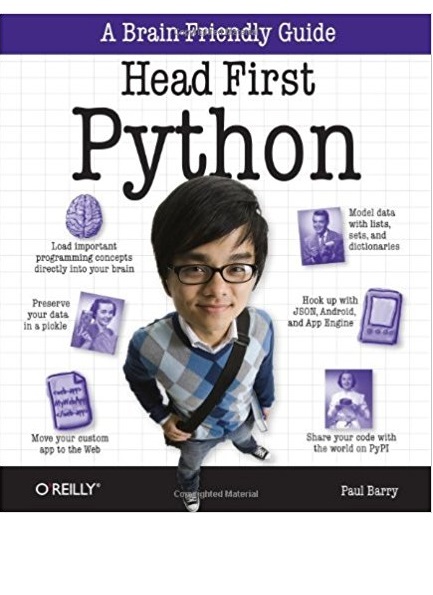 A Brain-Friendly Guide
Head First
Python
Load important
programming concepts
directly into your brain
Model data
with lists,
sets, and
dictionaries
Preserve
your data
in a pickle
Hook up with
JSON, Android,
and App Engine
Move your custom
app to the Web
Share your code with
the world on PyPI
O'REILLY®
Copyrighted Material
Paul Barry